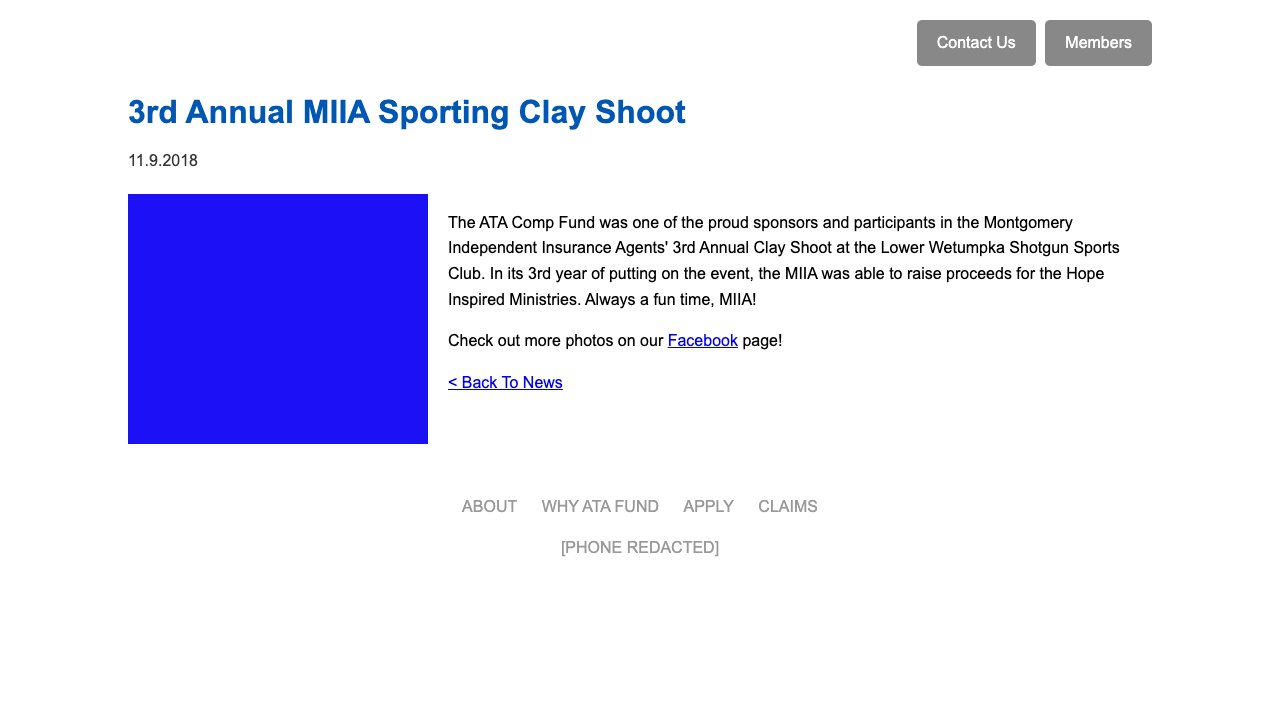 Contact Us Members
3rd Annual MIIA Sporting Clay Shoot
11.9.2018
The ATA Comp Fund was one of the proud sponsors and participants in the Montgomery
Independent Insurance Agents' 3rd Annual Clay Shoot at the Lower Wetumpka Shotgun Sports
Club. In its 3rd year of putting on the event, the MIIA was able to raise proceeds for the Hope
Inspired Ministries. Always a fun time, MIIA!
Check out more photos on our Facebook page!
< Back To News
ABOUT WHY ATA FUND APPLY CLAIMS
[PHONE REDACTED]